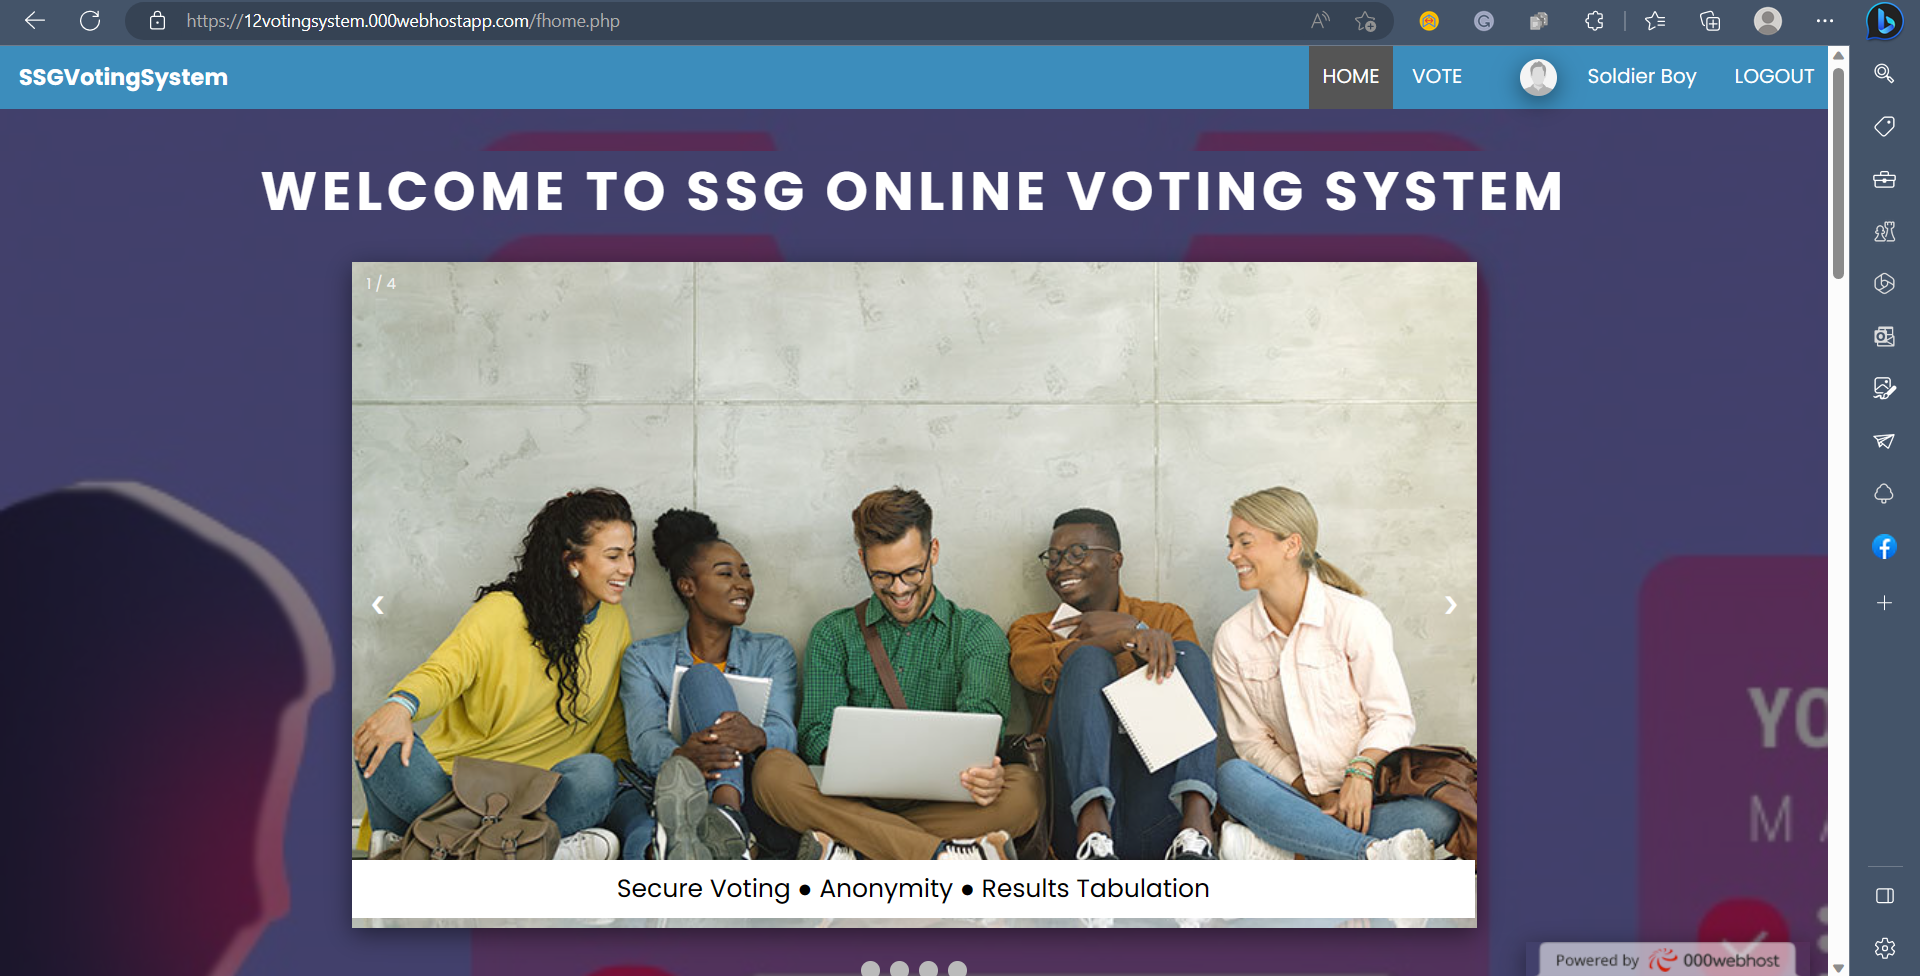 https://12votingsystem.000webhostapp.com/fhome.php
SSGVotingSystem
HOME
VOTE
Soldier Boy
LOGOUT
WELCOME TO SSG ONLINE VOTING SYSTEM
1 / 4
Secure Voting ● Anonymity ● Results Tabulation
Powered by 000webhost